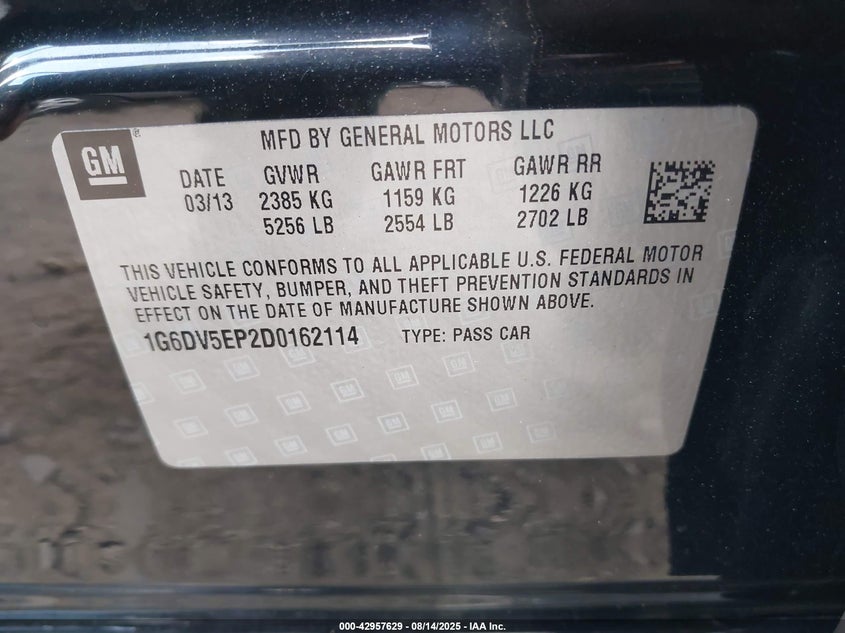 GM
MFD BY GENERAL MOTORS LLC
DATE GVWR GAWR FRT GAWR RR
03/13 2385 KG 1159 KG 1226 KG
5256 LB 2554 LB 2702 LB
THIS VEHICLE CONFORMS TO ALL APPLICABLE U.S. FEDERAL MOTOR
VEHICLE SAFETY, BUMPER, AND THEFT PREVENTION STANDARDS IN
EFFECT ON THE DATE OF MANUFACTURE SHOWN ABOVE.
1G6DV5EP2D0162114 TYPE: PASS CAR
000-42957629 - 08/14/2025 - IAA Inc.